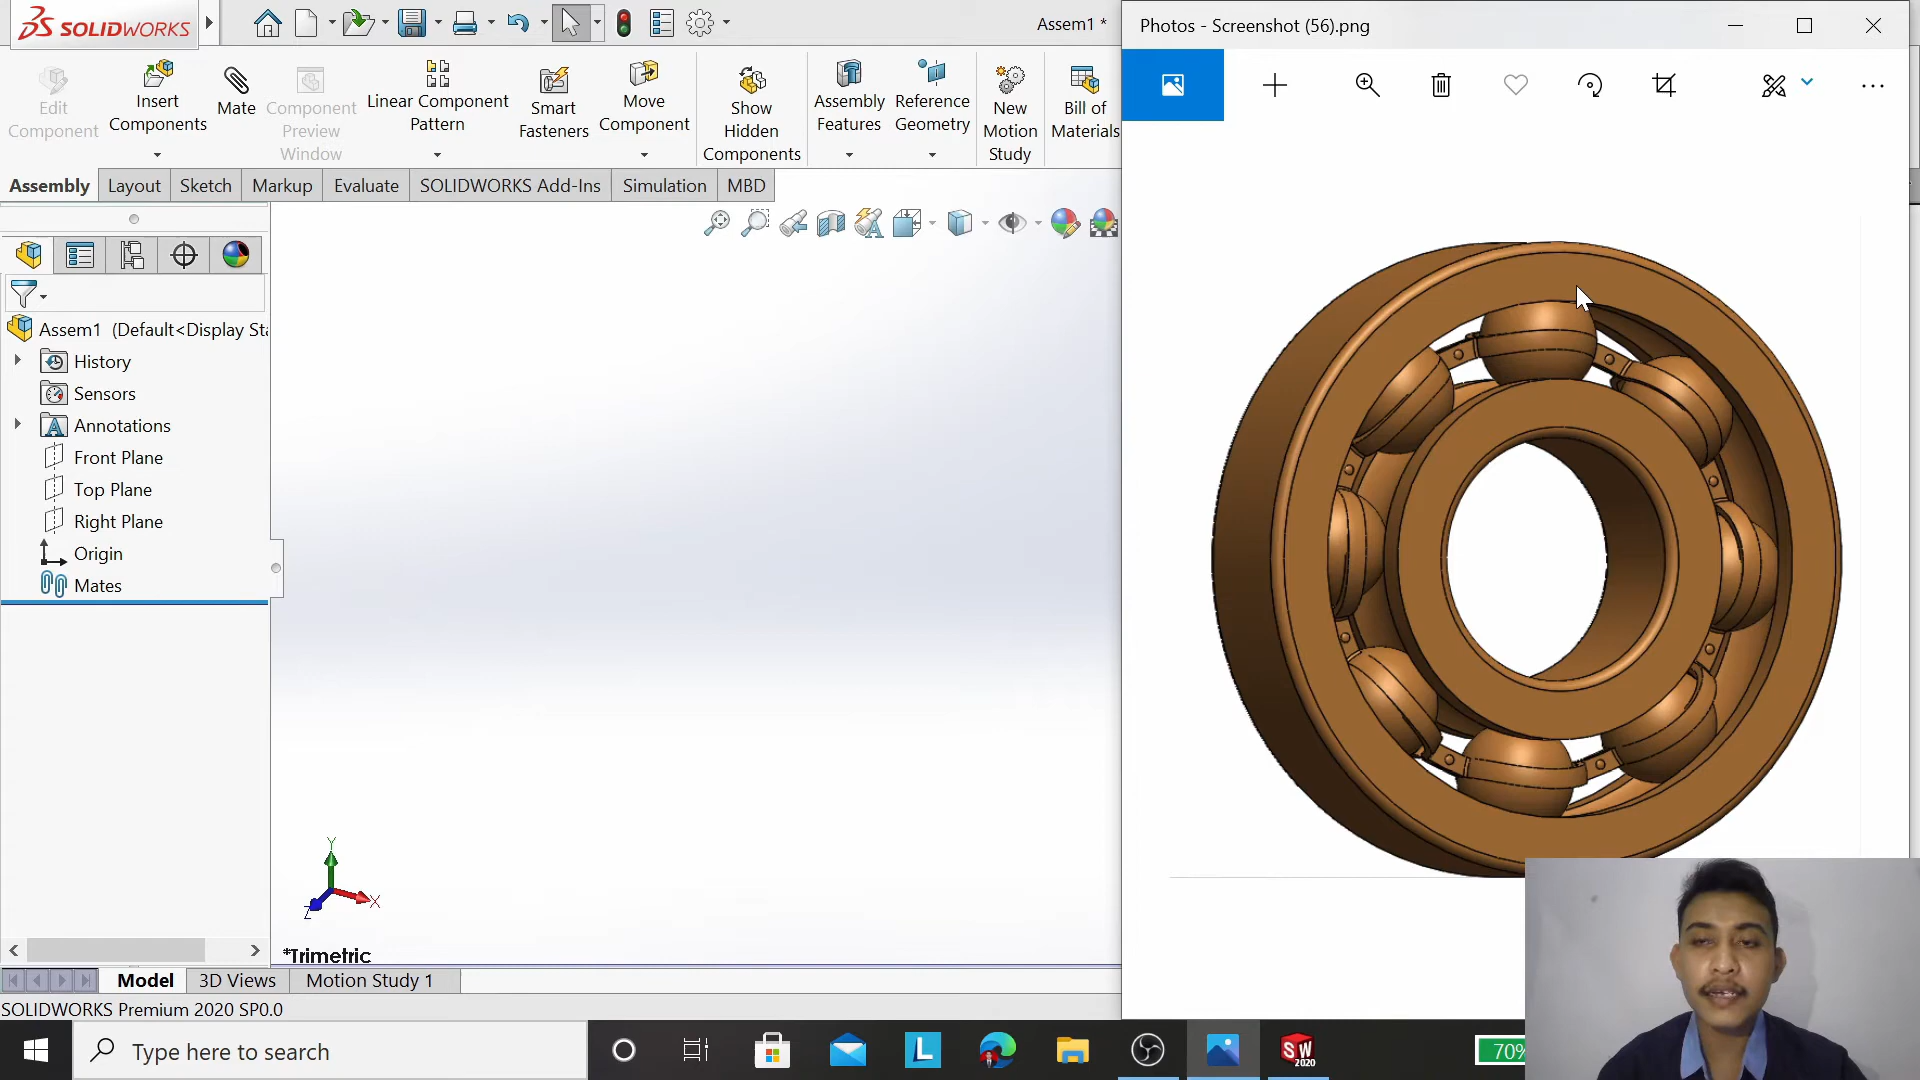 SOLIDWORKS
Assem1 *
Edit
Component
Insert
Components
Mate
Component
Preview
Window
Linear Component
Pattern
Smart
Fasteners
Move
Component
Show
Hidden
Components
Assembly
Features
Reference
Geometry
New
Motion
Study
Bill of
Materials
Assembly
Layout
Sketch
Markup
Evaluate
SOLIDWORKS Add-Ins
Simulation
MBD
Assem1 (Default<Display Sta
History
Sensors
Annotations
Front Plane
Top Plane
Right Plane
Origin
Mates
Y
X
Z
*Trimetric
Model
3D Views
Motion Study 1
SOLIDWORKS Premium 2020 SP0.0
Photos - Screenshot (56).png
Type here to search
L
SW
2020
70%